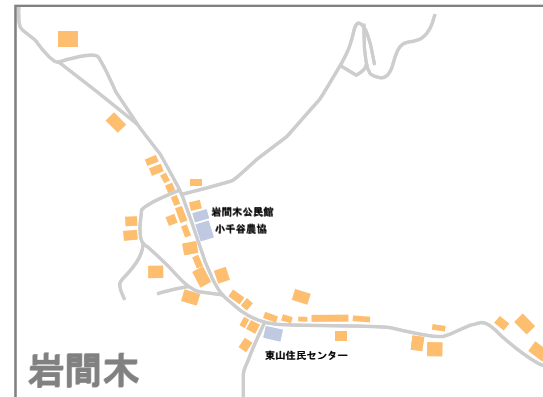 岩間木公民館
小千谷農協
東山住民センター
岩間木